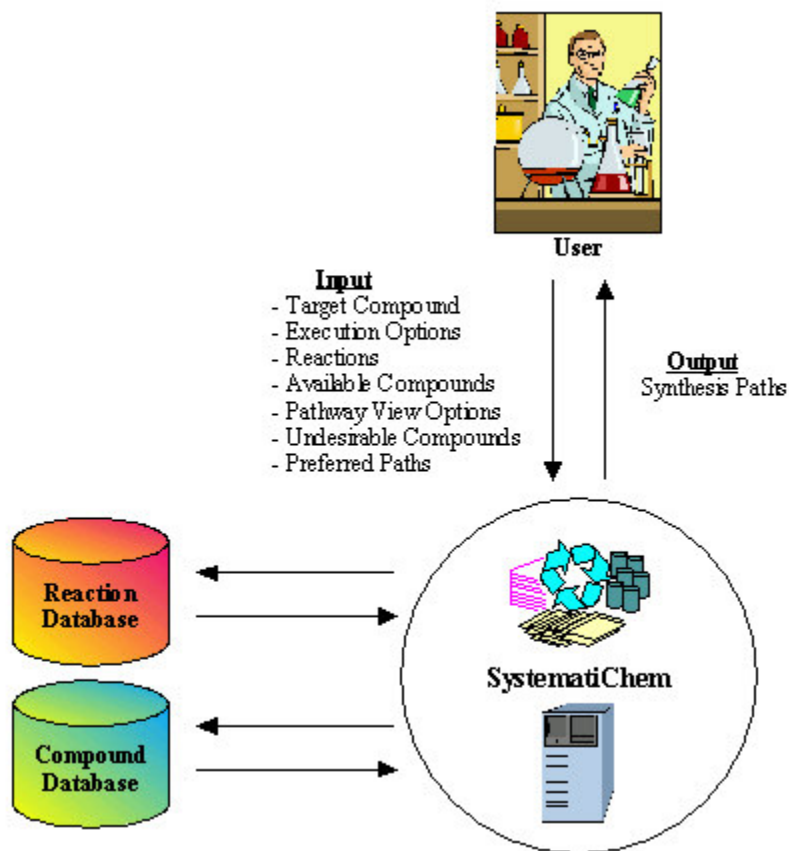 User
Input
- Target Compound
- Execution Options
- Reactions
- Available Compounds
- Pathway View Options
- Undesirable Compounds
- Preferred Paths
Output
Synthesis Paths
Reaction
Database
SystematiChem
Compound
Database